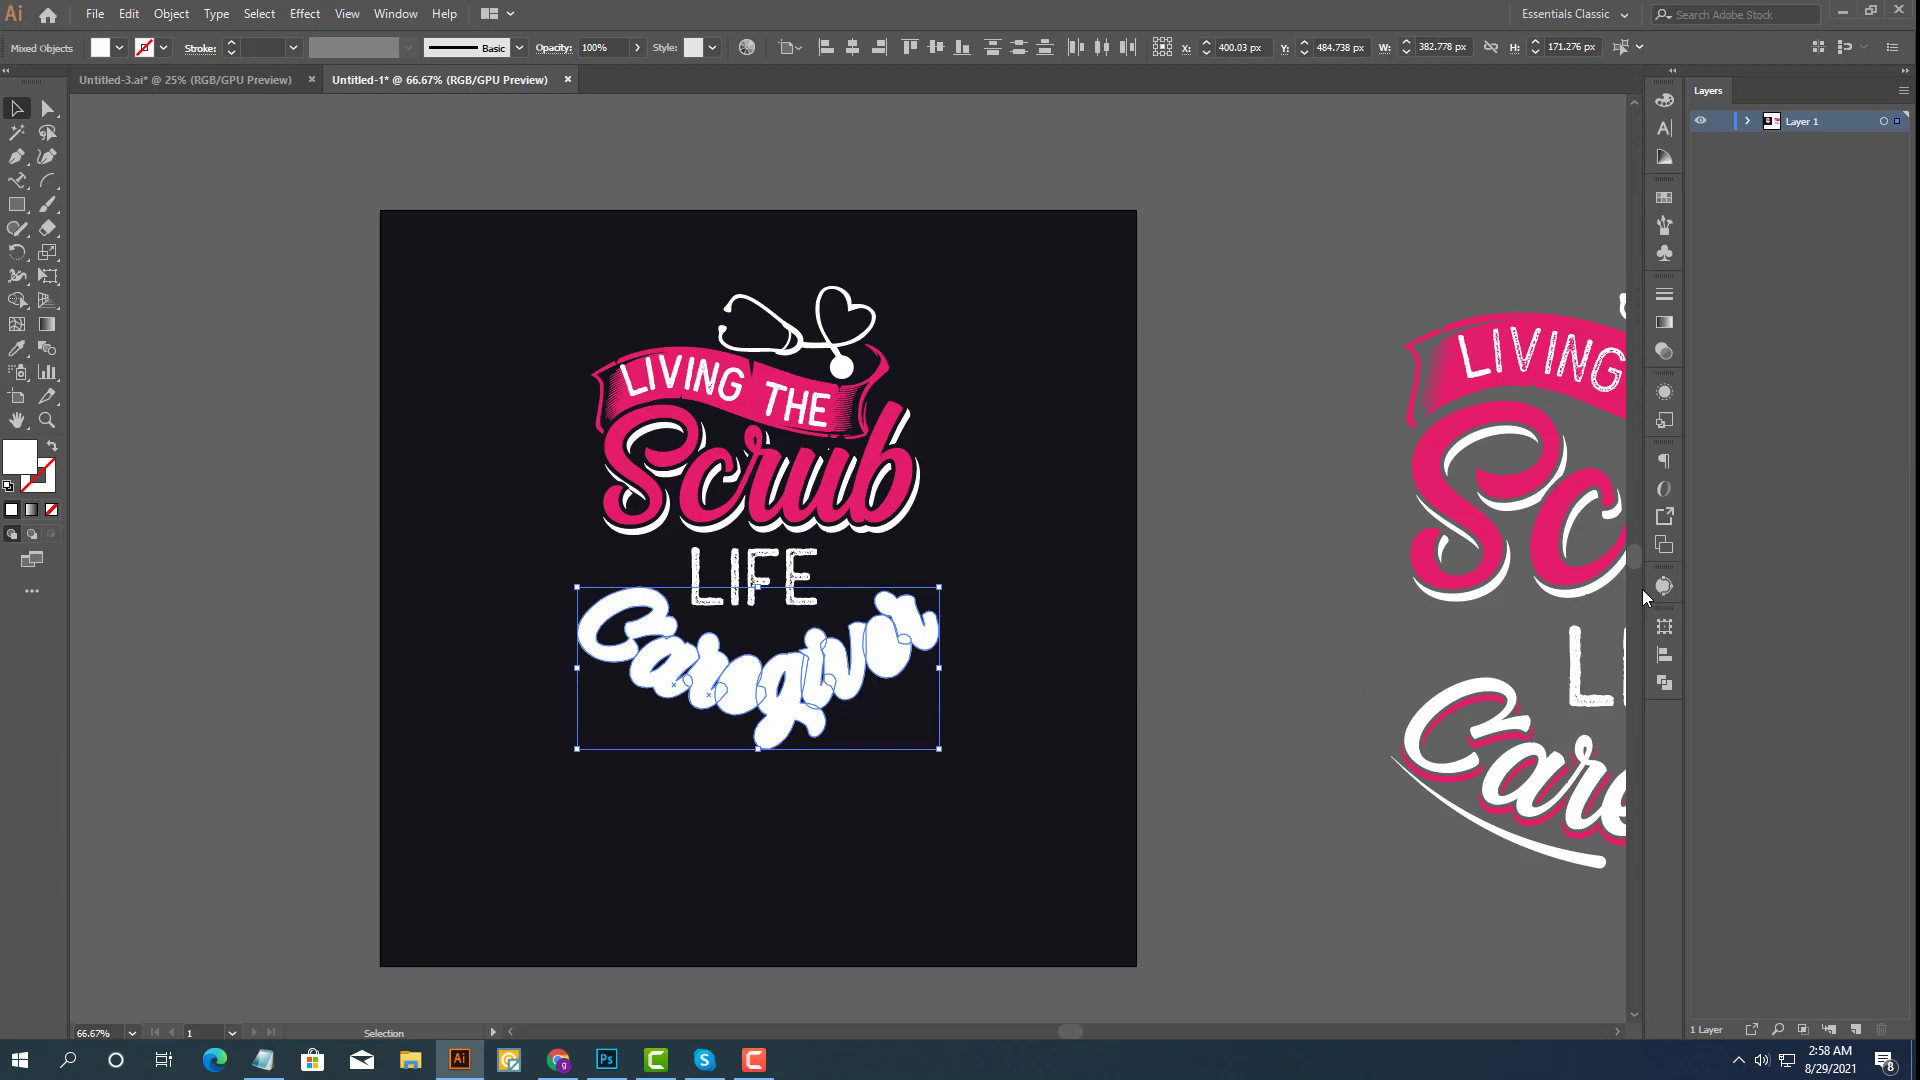 Ai File Edit Object Type Select Effect View Window Help Essentials Classic Search Adobe Stock
Mixed Objects Stroke: Basic Opacity: 100% Style: X: 400.03 px Y: 484.738 px W: 382.778 px H: 171.276 px
Untitled-3.ai* @ 25% (RGB/GPU Preview) × Untitled-1* @ 66.67% (RGB/GPU Preview) ×
Layers
Layer 1
LIVING THE
Scrub
LIFE
Caregiver
LIVING
Sc
LI
Care
66.67% 1 Selection
1 Layer
Ai Ps
2:58 AM
8/29/2021
8